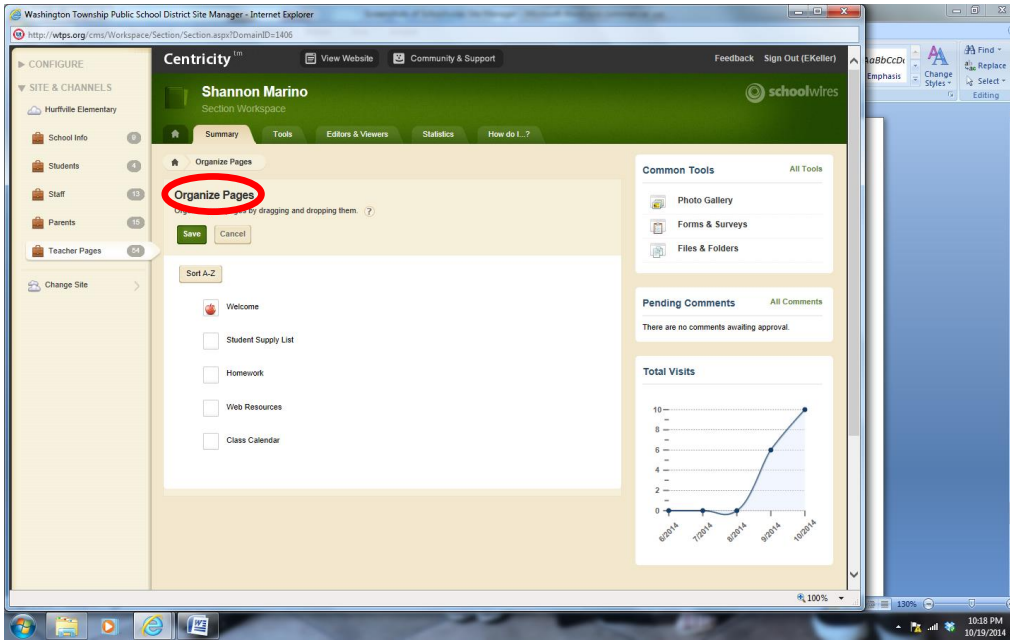 Washington Township Public School District Site Manager - Internet Explorer
http://wtps.org/cms/Workspace/Section/Section.aspx?DomainID=1406
CONFIGURE
SITE & CHANNELS
Hurffville Elementary
School Info 9
Students 4
Staff 13
Parents 15
Teacher Pages 54
Change Site
Centricity™
View Website
Community & Support
Feedback
Sign Out (EKeller)
Shannon Marino
Section Workspace
schoolwires
Summary
Tools
Editors & Viewers
Statistics
How do I...?
Organize Pages
Organize Pages
by dragging and dropping them. ?
Save
Cancel
Sort A-Z
Welcome
Student Supply List
Homework
Web Resources
Class Calendar
Common Tools
All Tools
Photo Gallery
Forms & Surveys
Files & Folders
Pending Comments
All Comments
There are no comments awaiting approval.
Total Visits
10
8
6
4
2
0
6/2014
7/2014
8/2014
9/2014
10/2014
100%
AaBbCcDı
Emphasis
Change
Styles
Find
Replace
Select
Editing
130%
10:18 PM
10/19/2014